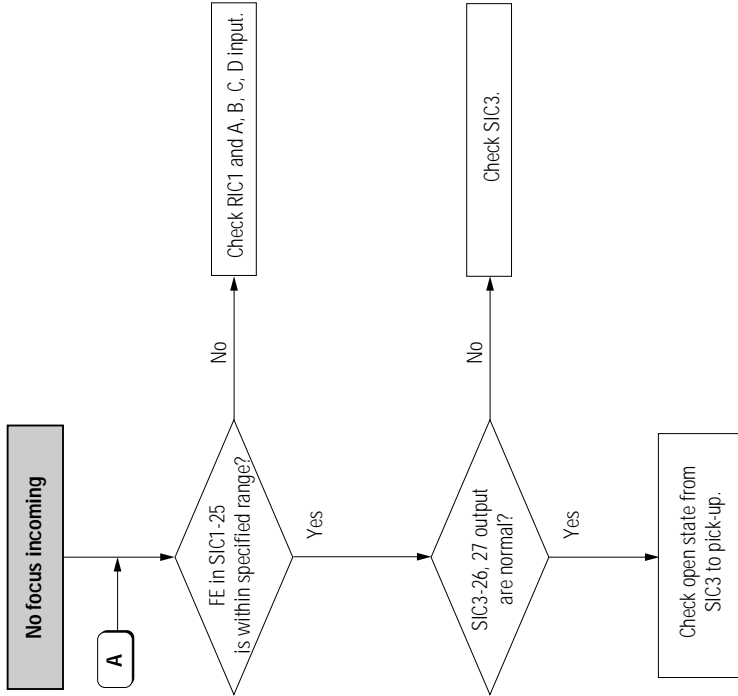 No focus incoming
A
FE in SIC1-25
is within specified range?
No
Check RIC1 and A, B, C, D input.
Yes
SIC3-26, 27 output
are normal?
No
Check SIC3.
Yes
Check open state from
SIC3 to pick-up.